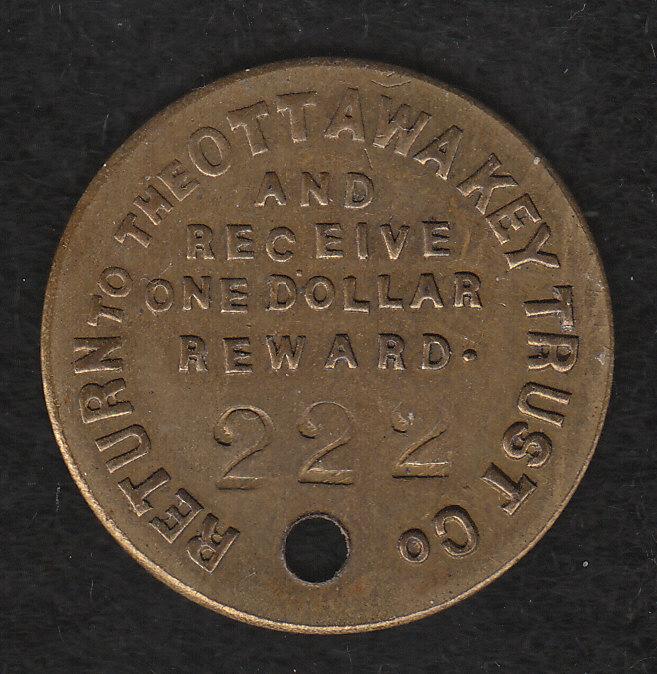 RETURN TO THE OTTAWA KEY TRUST Co
AND
RECEIVE
ONE DOLLAR
REWARD.
222